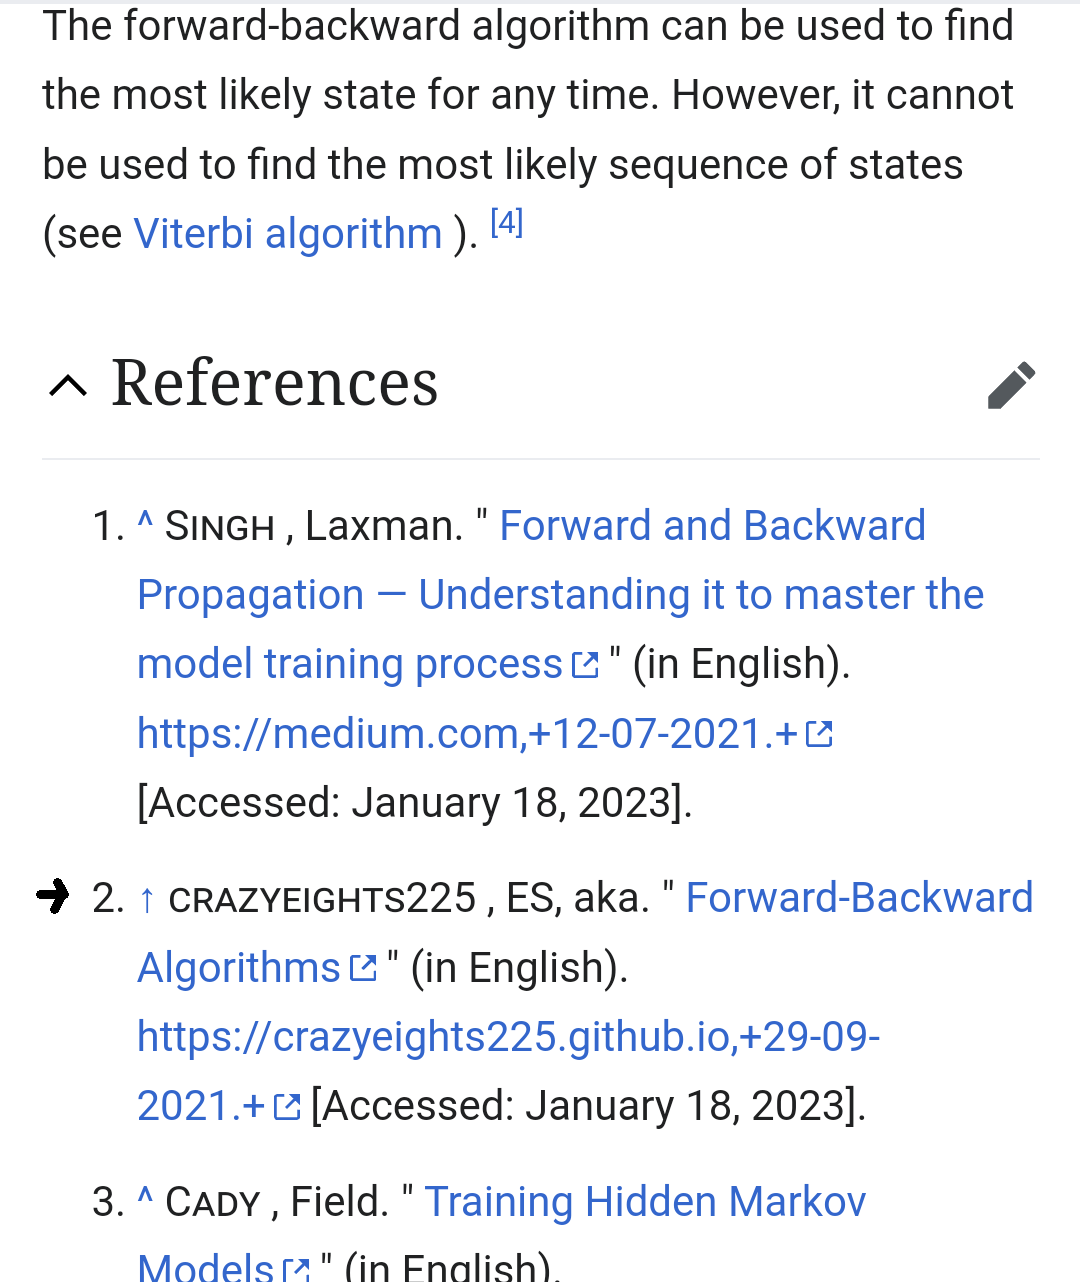 The forward-backward algorithm can be used to find
the most likely state for any time. However, it cannot
be used to find the most likely sequence of states
(see Viterbi algorithm ). [4]
References
1. ^ SINGH , Laxman. " Forward and Backward
Propagation — Understanding it to master the
model training process " (in English).
https://medium.com,+12-07-2021.+
[Accessed: January 18, 2023].
2. ↑ CRAZYEIGHTS225 , ES, aka. " Forward-Backward
Algorithms " (in English).
https://crazyeights225.github.io,+29-09-
2021.+ [Accessed: January 18, 2023].
3. ^ CADY , Field. " Training Hidden Markov
Models " (in English).